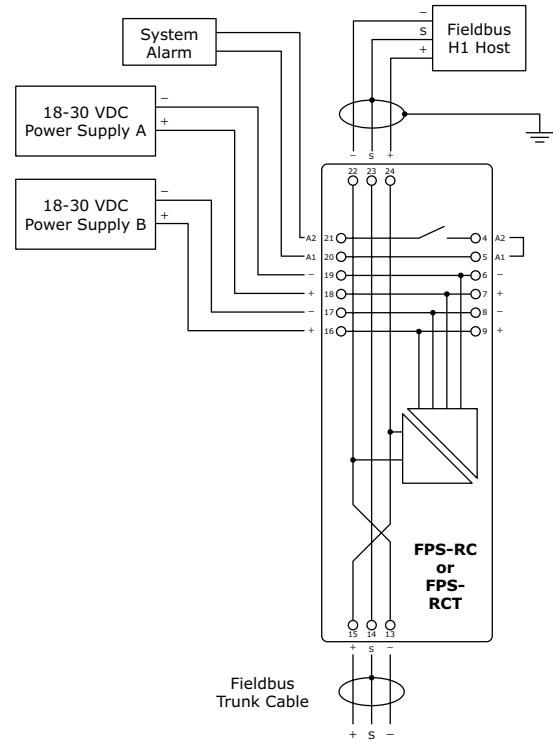 −
S
+
Fieldbus
H1 Host
System
Alarm
18-30 VDC
Power Supply A
−
+
18-30 VDC
Power Supply B
−
+
− S +
22 23 24
A2 21 4 A2
A1 20 5 A1
− 19 6 −
+ 18 7 +
− 17 8 −
+ 16 9 +
FPS-RC
or
FPS-
RCT
15 14 13
+ S −
Fieldbus
Trunk Cable
+ S −